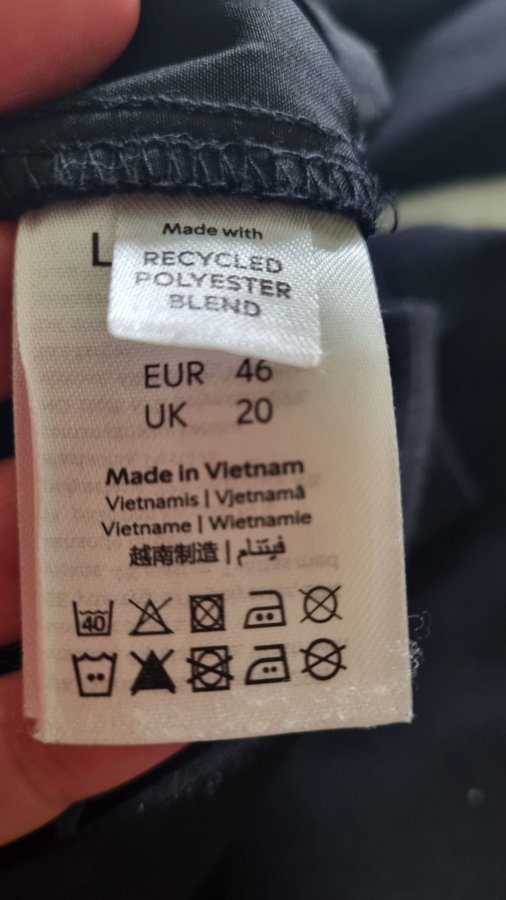 L
Made with
RECYCLED
POLYESTER
BLEND
EUR 46
UK 20
Made in Vietnam
Vietnamis | Vjetnamā
Vietname | Wietnamie
越南制造 | فيتنام
40